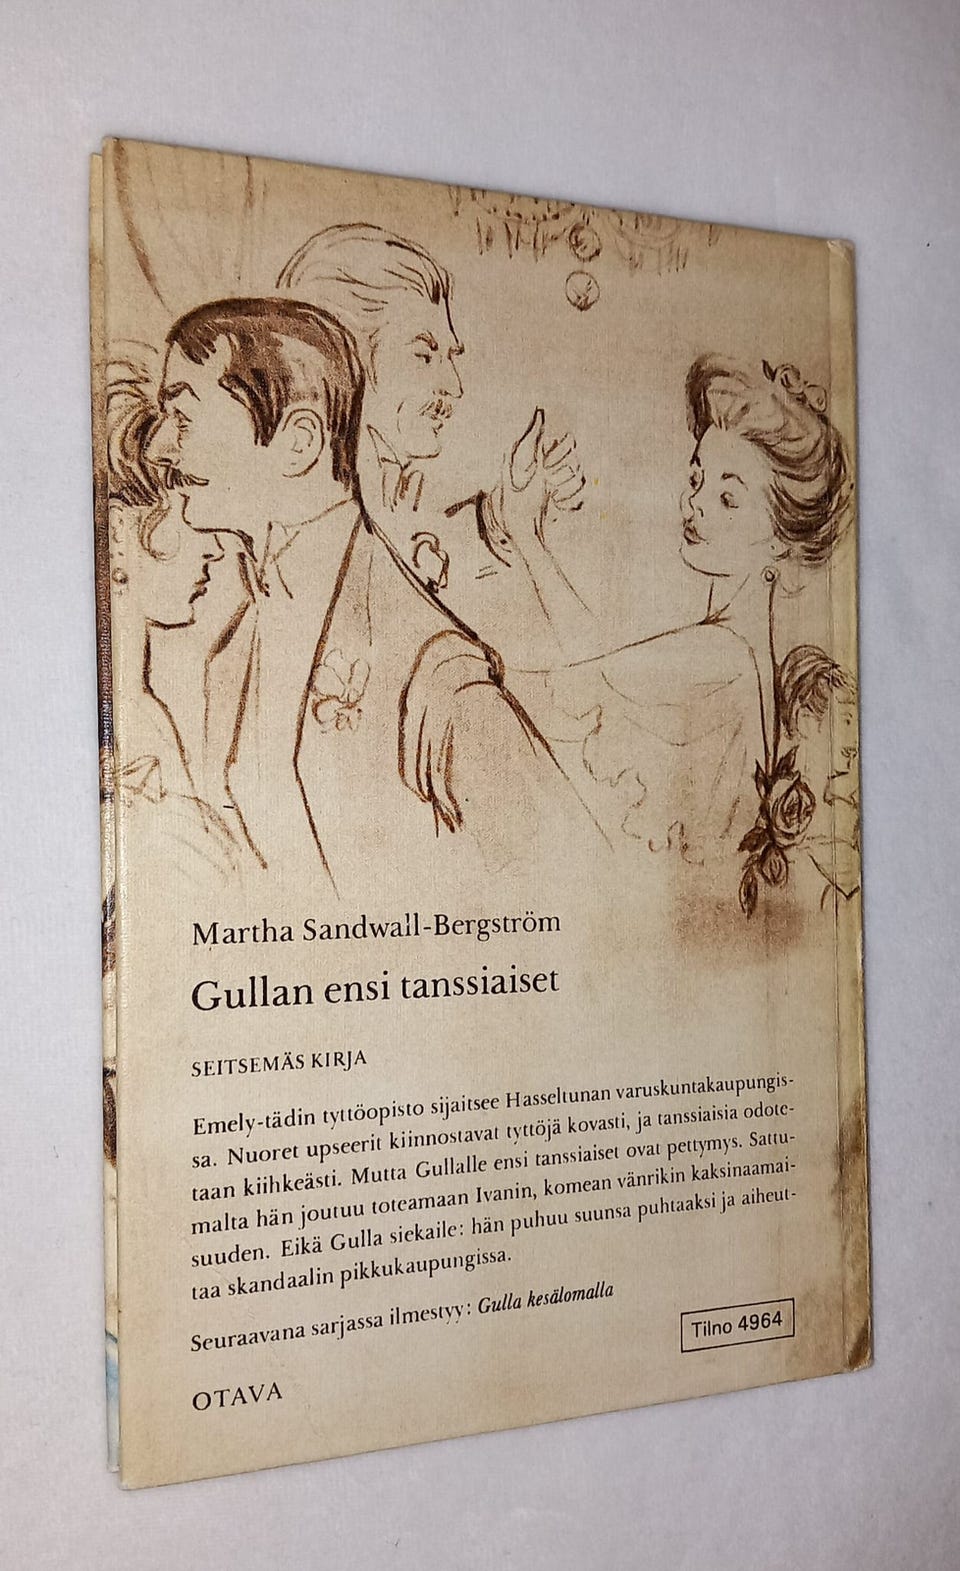 Martha Sandwall-Bergström
Gullan ensi tanssiaiset
SEITSEMÄS KIRJA
Emely-tädin tyttöopisto sijaitsee Hasseltunan varuskuntakaupungis-
sa. Nuoret upseerit kiinnostavat tyttöjä kovasti, ja tanssiaisia odote-
taan kiihkeästi. Mutta Gullalle ensi tanssiaiset ovat pettymys. Sattu-
malta hän joutuu toteamaan Ivanin, komean vänrikin kaksinaamai-
suuden. Eikä Gulla siekaile: hän puhuu suunsa puhtaaksi ja aiheut-
taa skandaalin pikkukaupungissa.
Seuraavana sarjassa ilmestyy: Gulla kesälomalla
Tilno 4964
OTAVA